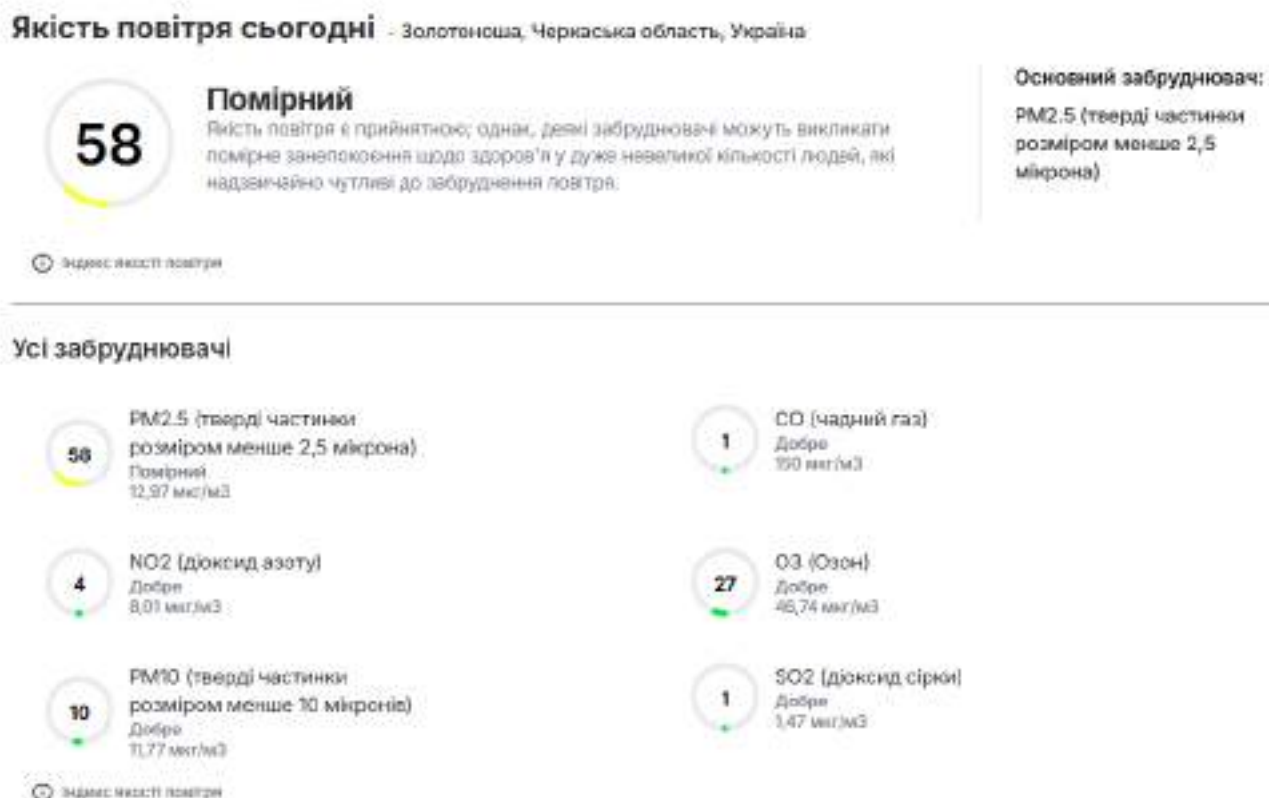 Якість повітря сьогодні - Золотоноша, Черкаська область, Україна
58
Помірний
Якість повітря є прийнятною; однак, деякі забруднювачі можуть викликати
помірне занепокоєння щодо здоров'я у дуже невеликої кількості людей, які
надзвичайно чутливі до забруднення повітря.
Основний забруднювач:
PM2.5 (тверді частинки
розміром менше 2,5
мікрона)
Індекс якості повітря
Усі забруднювачі
58
PM2.5 (тверді частинки
розміром менше 2,5 мікрона)
Помірний
12,97 мкг/м3
1
CO (чадний газ)
Добре
150 мкг/м3
4
NO2 (діоксид азоту)
Добре
8,01 мкг/м3
27
O3 (Озон)
Добре
46,74 мкг/м3
10
PM10 (тверді частинки
розміром менше 10 мікронів)
Добре
11,77 мкг/м3
1
SO2 (діоксид сірки)
Добре
1,47 мкг/м3
Індекс якості повітря